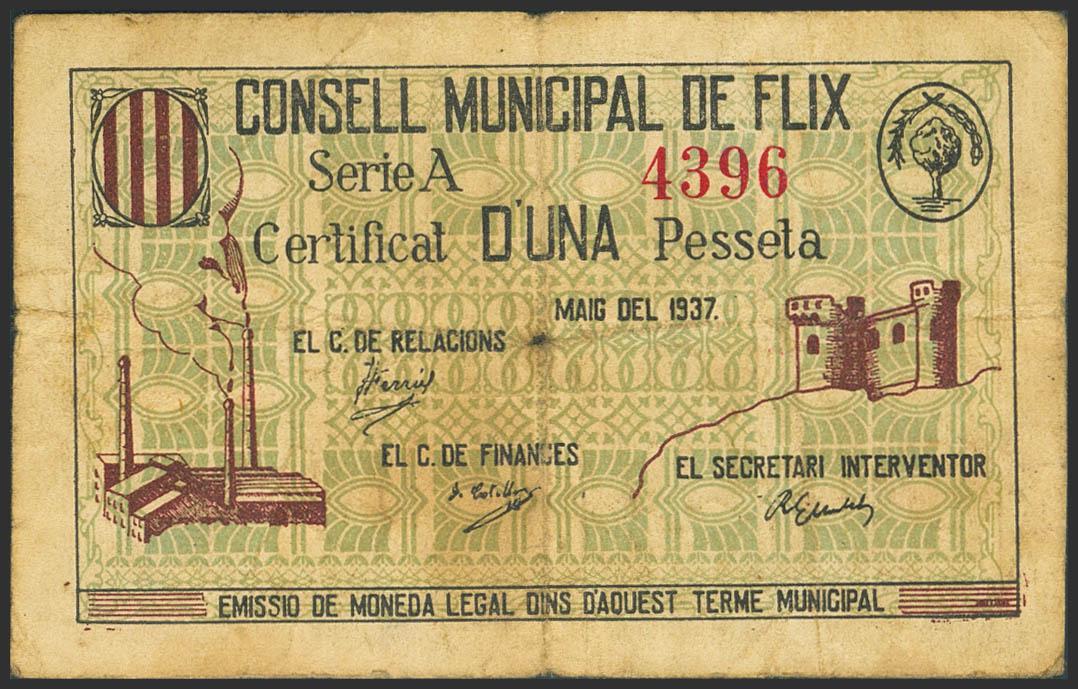 CONSELL MUNICIPAL DE FLIX
Serie A 4396
Certificat D'UNA Pesseta
MAIG DEL 1937.
EL C. DE RELACIONS
EL C. DE FINANCES
EL SECRETARI INTERVENTOR
EMISSIO DE MONEDA LEGAL DINS D'AQUEST TERME MUNICIPAL